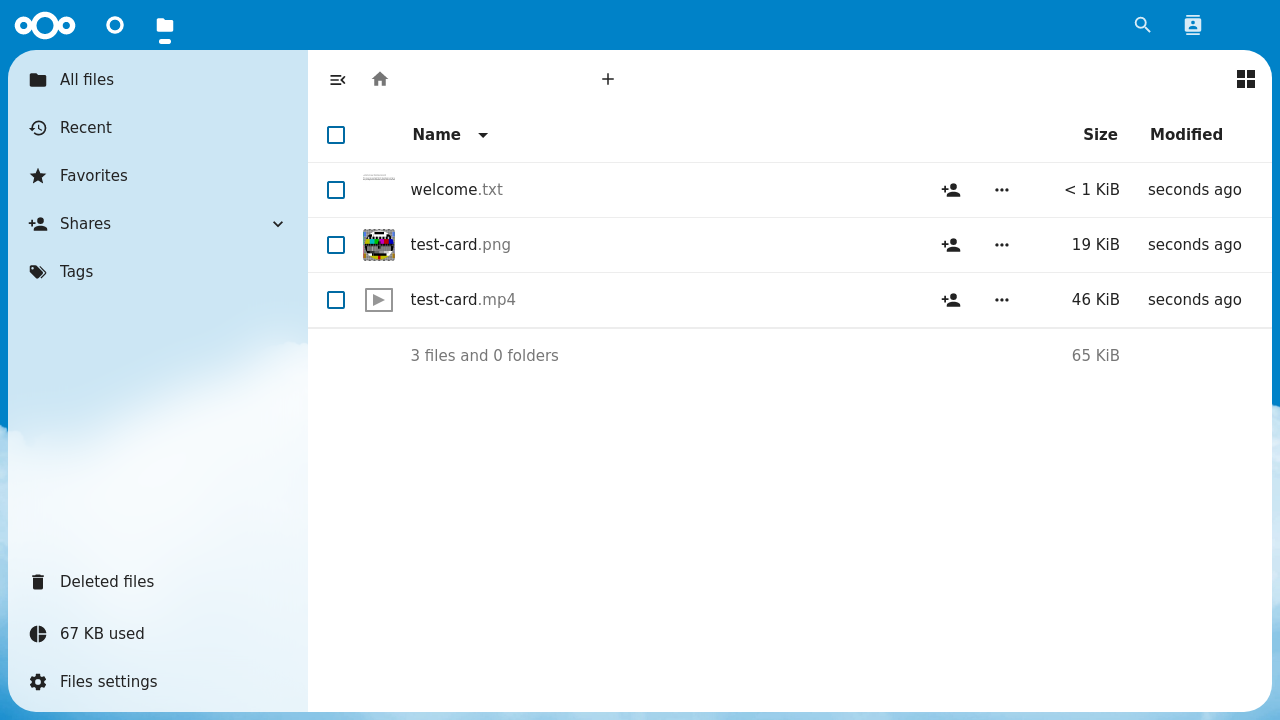 All files
Recent
Favorites
Shares
Tags
Deleted files
67 KB used
Files settings
Name Size Modified
welcome.txt < 1 KiB seconds ago
test-card.png 19 KiB seconds ago
test-card.mp4 46 KiB seconds ago
3 files and 0 folders 65 KiB